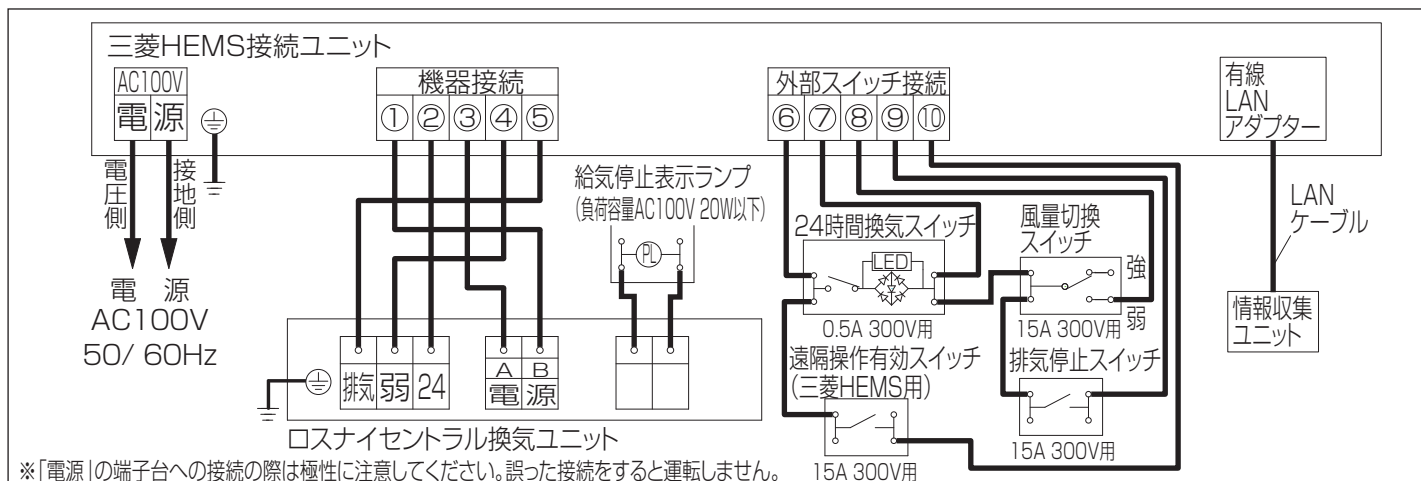 三菱HEMS接続ユニット
AC100V
電源
電圧側
接地側
電　源
AC100V
50/ 60Hz
機器接続
① ② ③ ④ ⑤
外部スイッチ接続
⑥ ⑦ ⑧ ⑨ ⑩
有線
LAN
アダプター
LAN
ケーブル
情報収集
ユニット
給気停止表示ランプ
(負荷容量AC100V 20W以下)
PL
24時間換気スイッチ
LED
0.5A 300V用
風量切換
スイッチ
強
弱
15A 300V用
遠隔操作有効スイッチ
(三菱HEMS用)
15A 300V用
排気停止スイッチ
15A 300V用
排気 弱 24
A B
電源
ロスナイセントラル換気ユニット
※「電源」の端子台への接続の際は極性に注意してください。誤った接続をすると運転しません。